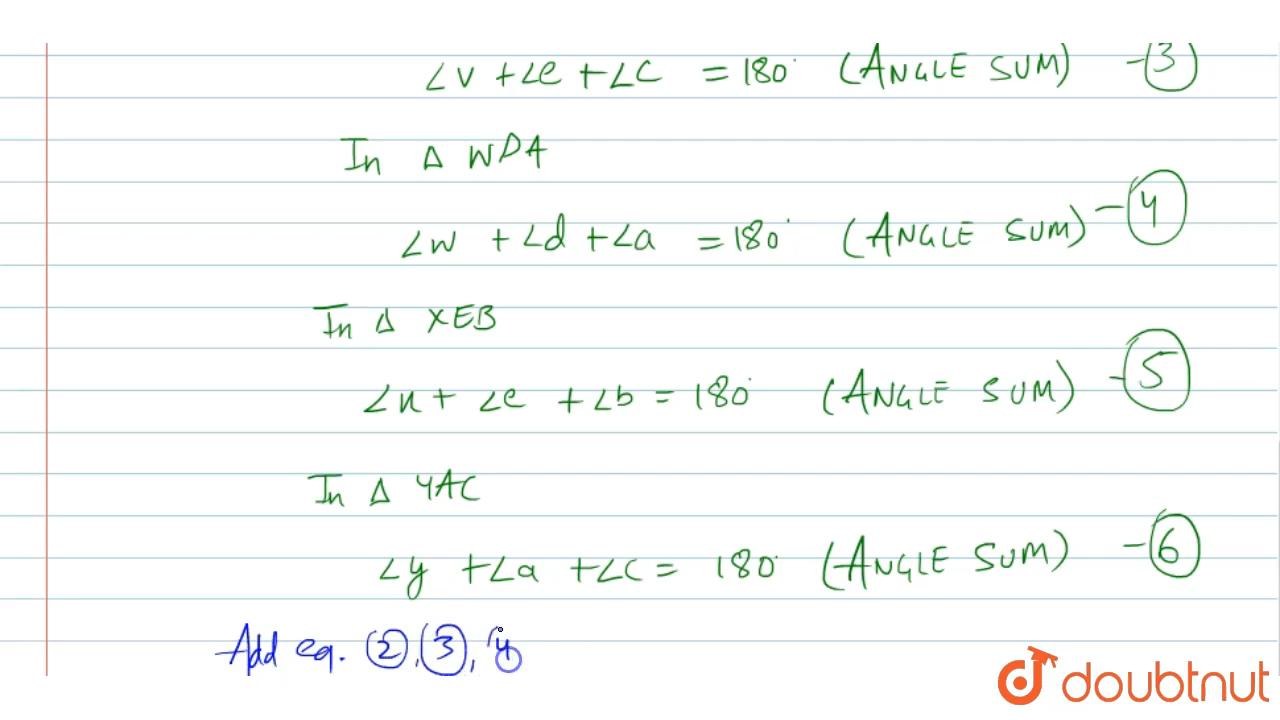 ∠v + ∠e + ∠c = 180° (ANGLE SUM) - 3
In Δ WDA
∠w + ∠d + ∠a = 180° (ANGLE SUM) - 4
In Δ XEB
∠x + ∠e + ∠b = 180° (ANGLE SUM) - 5
In Δ YAC
∠y + ∠a + ∠c = 180° (ANGLE SUM) - 6
Add eq. (2), (3), (4
doubtnut